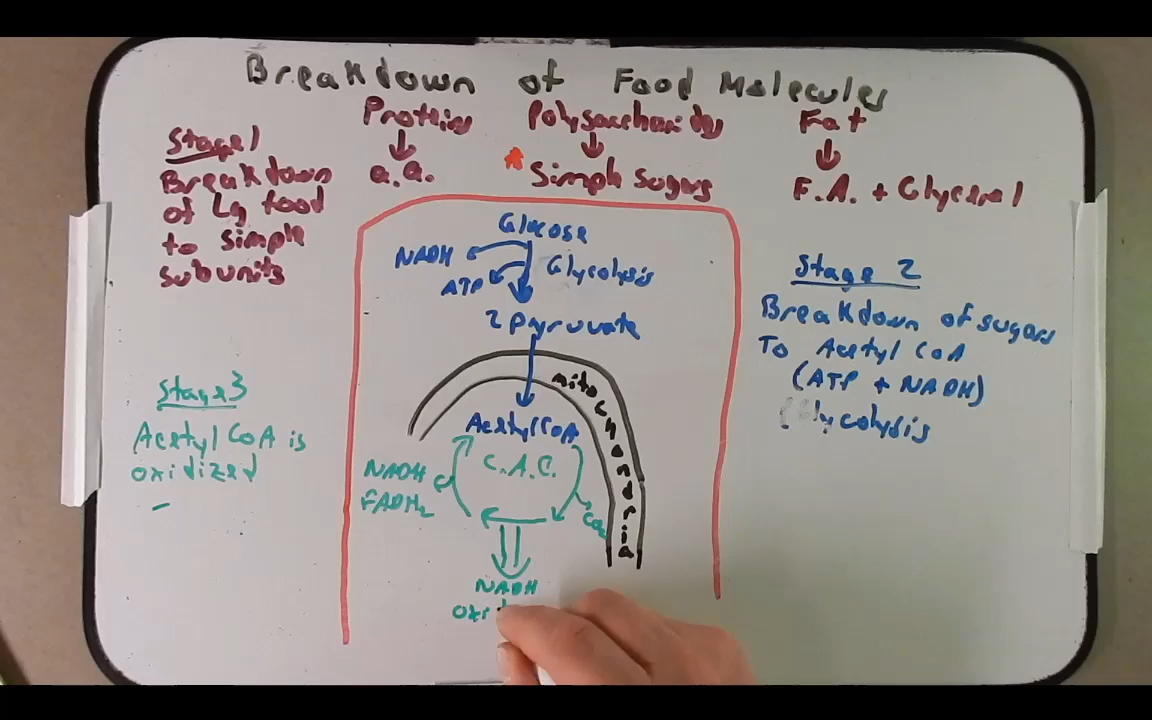 Breakdown of Food Molecules
Proteins
Polysaccharides
Fat
a.a.
Simple sugars
F.A. + Glycerol
Stage 1
Breakdown
of Lg food
to simple
subunits
Glucose
NADH
Glycolysis
ATP
2 pyruvate
mitochondria
Acetyl CoA
C.A.C.
NADH
FADH2
CO2
NADH
Stage 2
Breakdown of sugars
To Acetyl CoA
(ATP + NADH)
Glycolysis
Stage 3
Acetyl CoA is
oxidized
-